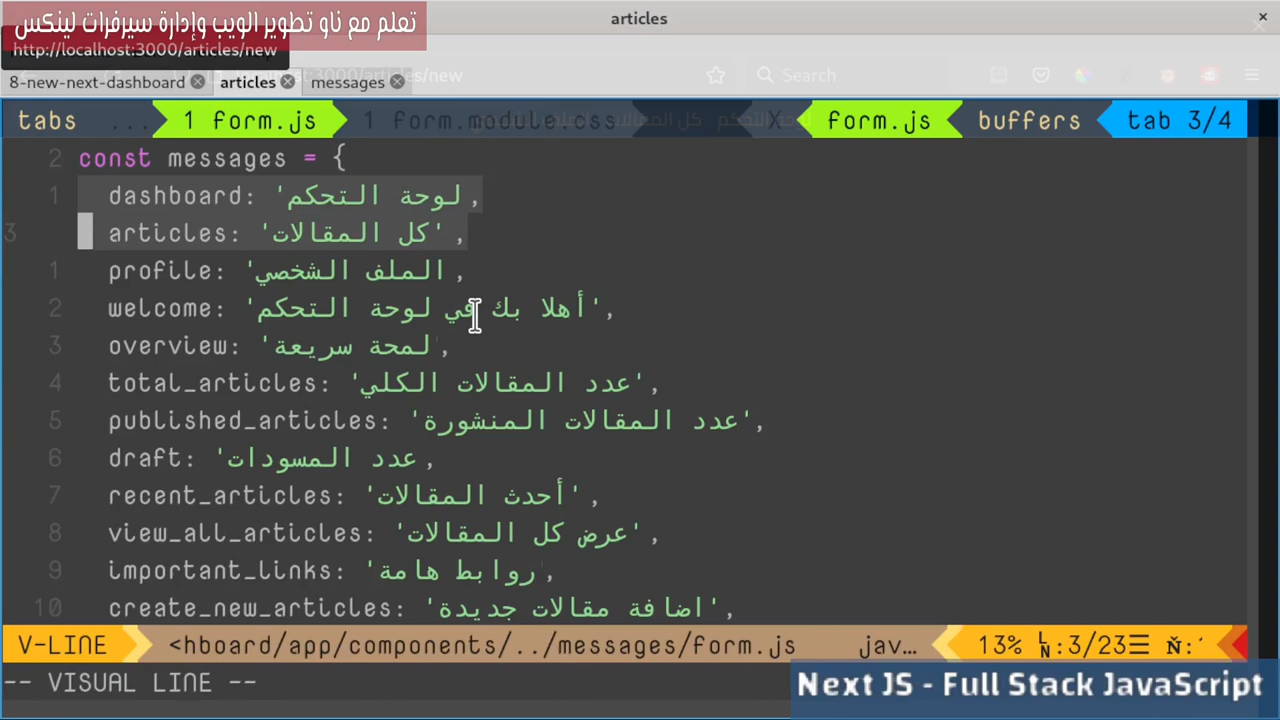 تعلم مع ناو تطوير الويب وإدارة سيرفرات لينكس
articles
http://localhost:3000/articles/new
Search
8-new-next-dashboard articles messages
tabs ... 1 form.js 1 form.module.css X form.js buffers tab 3/4
2 const messages = {
1 dashboard: 'لوحة التحكم,
3 articles: 'كل المقالات',
1 profile: 'الملف الشخصي,
2 welcome: 'أهلا بك في لوحة التحكم',
3 overview: 'لمحة سريعة',
4 total_articles: 'عدد المقالات الكلي',
5 published_articles: 'عدد المقالات المنشورة',
6 draft: 'عدد المسودات,
7 recent_articles: 'أحدث المقالات',
8 view_all_articles: 'عرض كل المقالات',
9 important_links: 'روابط هامة',
10 create_new_articles: 'اضافة مقالات جديدة',
V-LINE <hboard/app/components/../messages/form.js jav… 13% LN:3/23☰
-- VISUAL LINE --
Next JS - Full Stack JavaScript